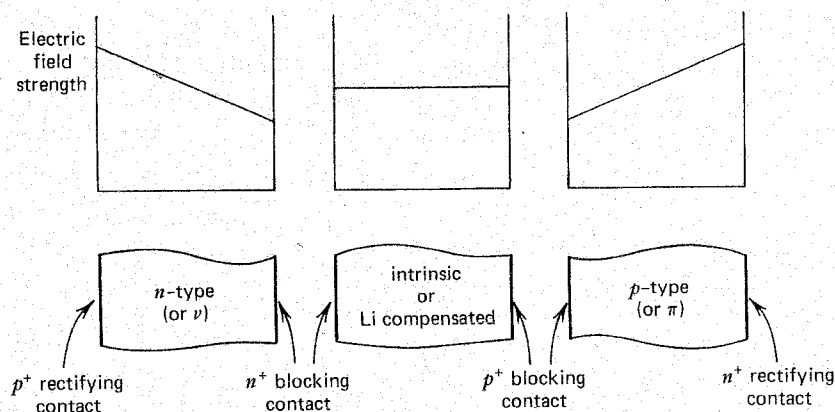 Electric
field
strength
n-type
(or ν)
intrinsic
or
Li compensated
p-type
(or π)
p⁺ rectifying
contact
n⁺ blocking
contact
p⁺ blocking
contact
n⁺ rectifying
contact